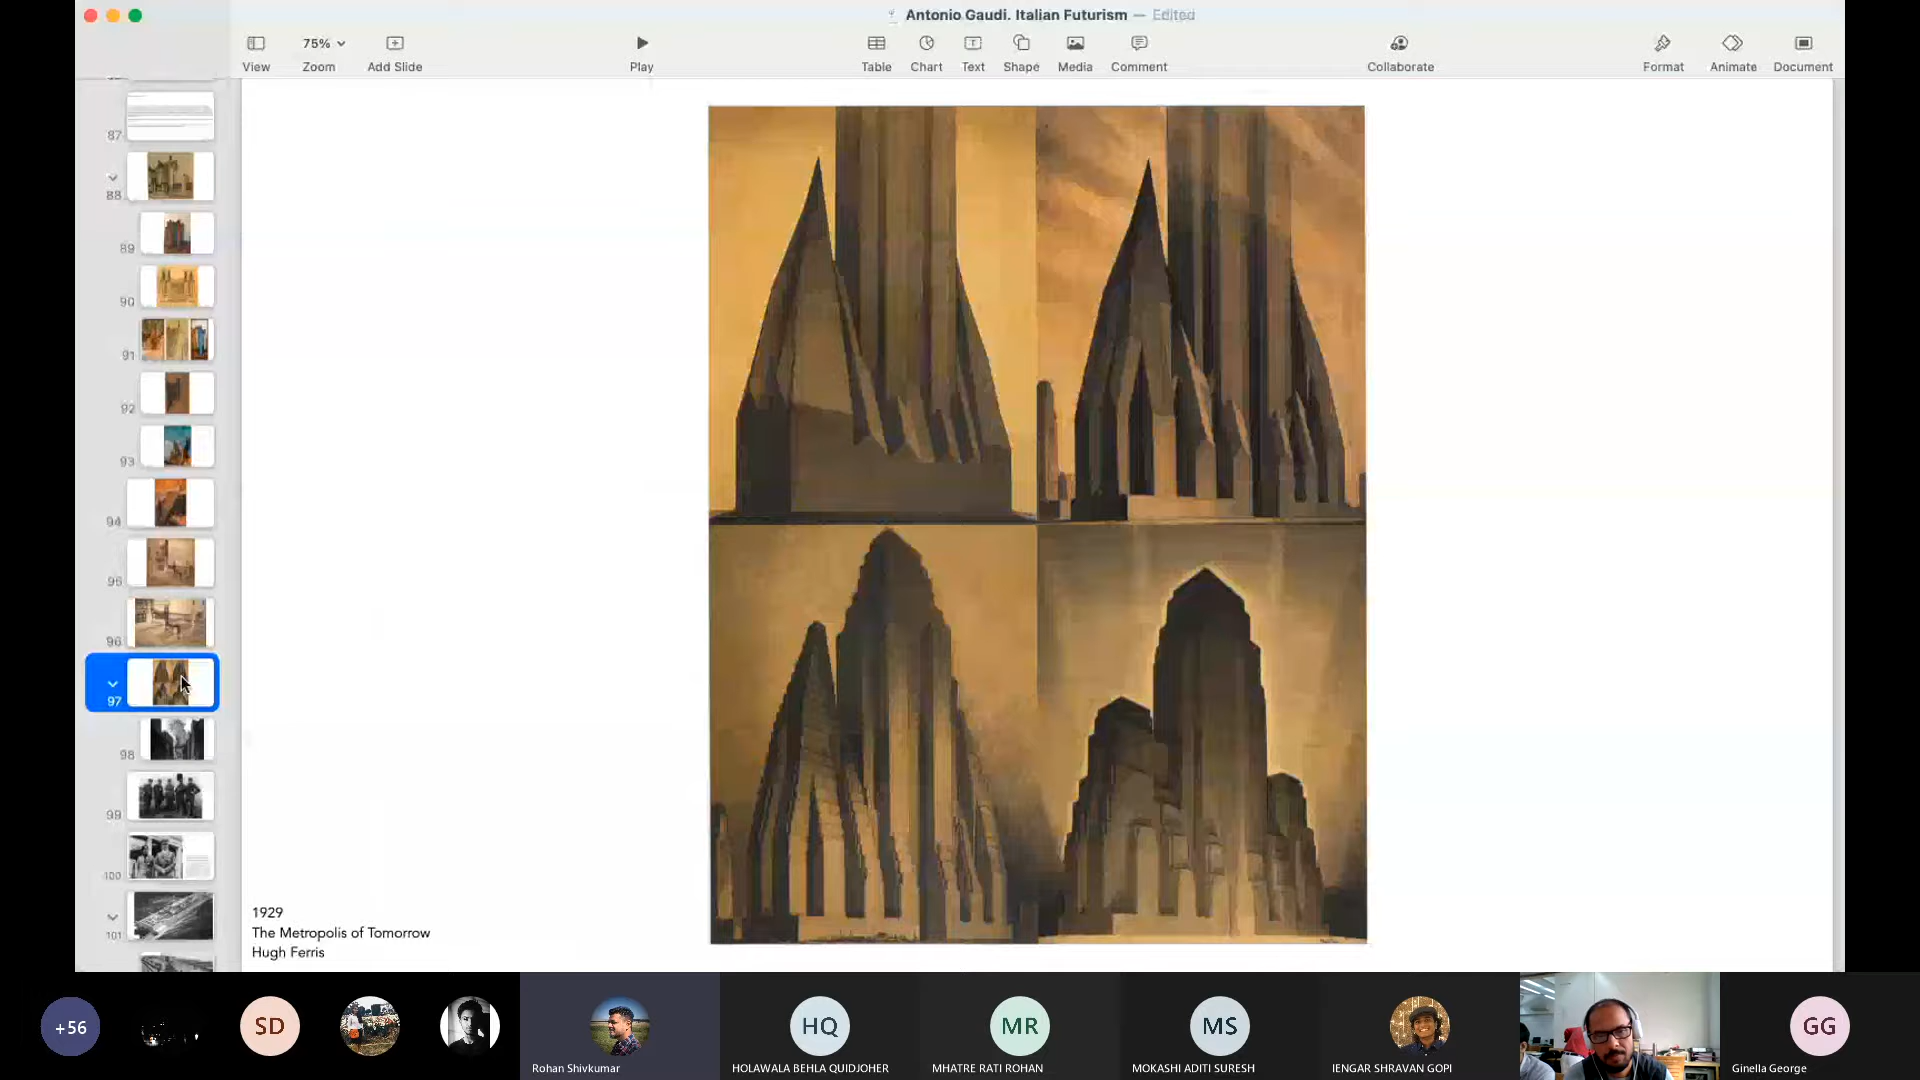 Antonio Gaudi. Italian Futurism — Edited
View
75%
Zoom
Add Slide
Play
Table
Chart
Text
Shape
Media
Comment
Collaborate
Format
Animate
Document
87
88
89
90
91
92
93
94
95
96
97
98
99
100
101
1929
The Metropolis of Tomorrow
Hugh Ferris
+56
SD
Rohan Shivkumar
HQ
HOLAWALA BEHLA QUIDJOHER
MR
MHATRE RATI ROHAN
MS
MOKASHI ADITI SURESH
IENGAR SHRAVAN GOPI
GG
Ginella George